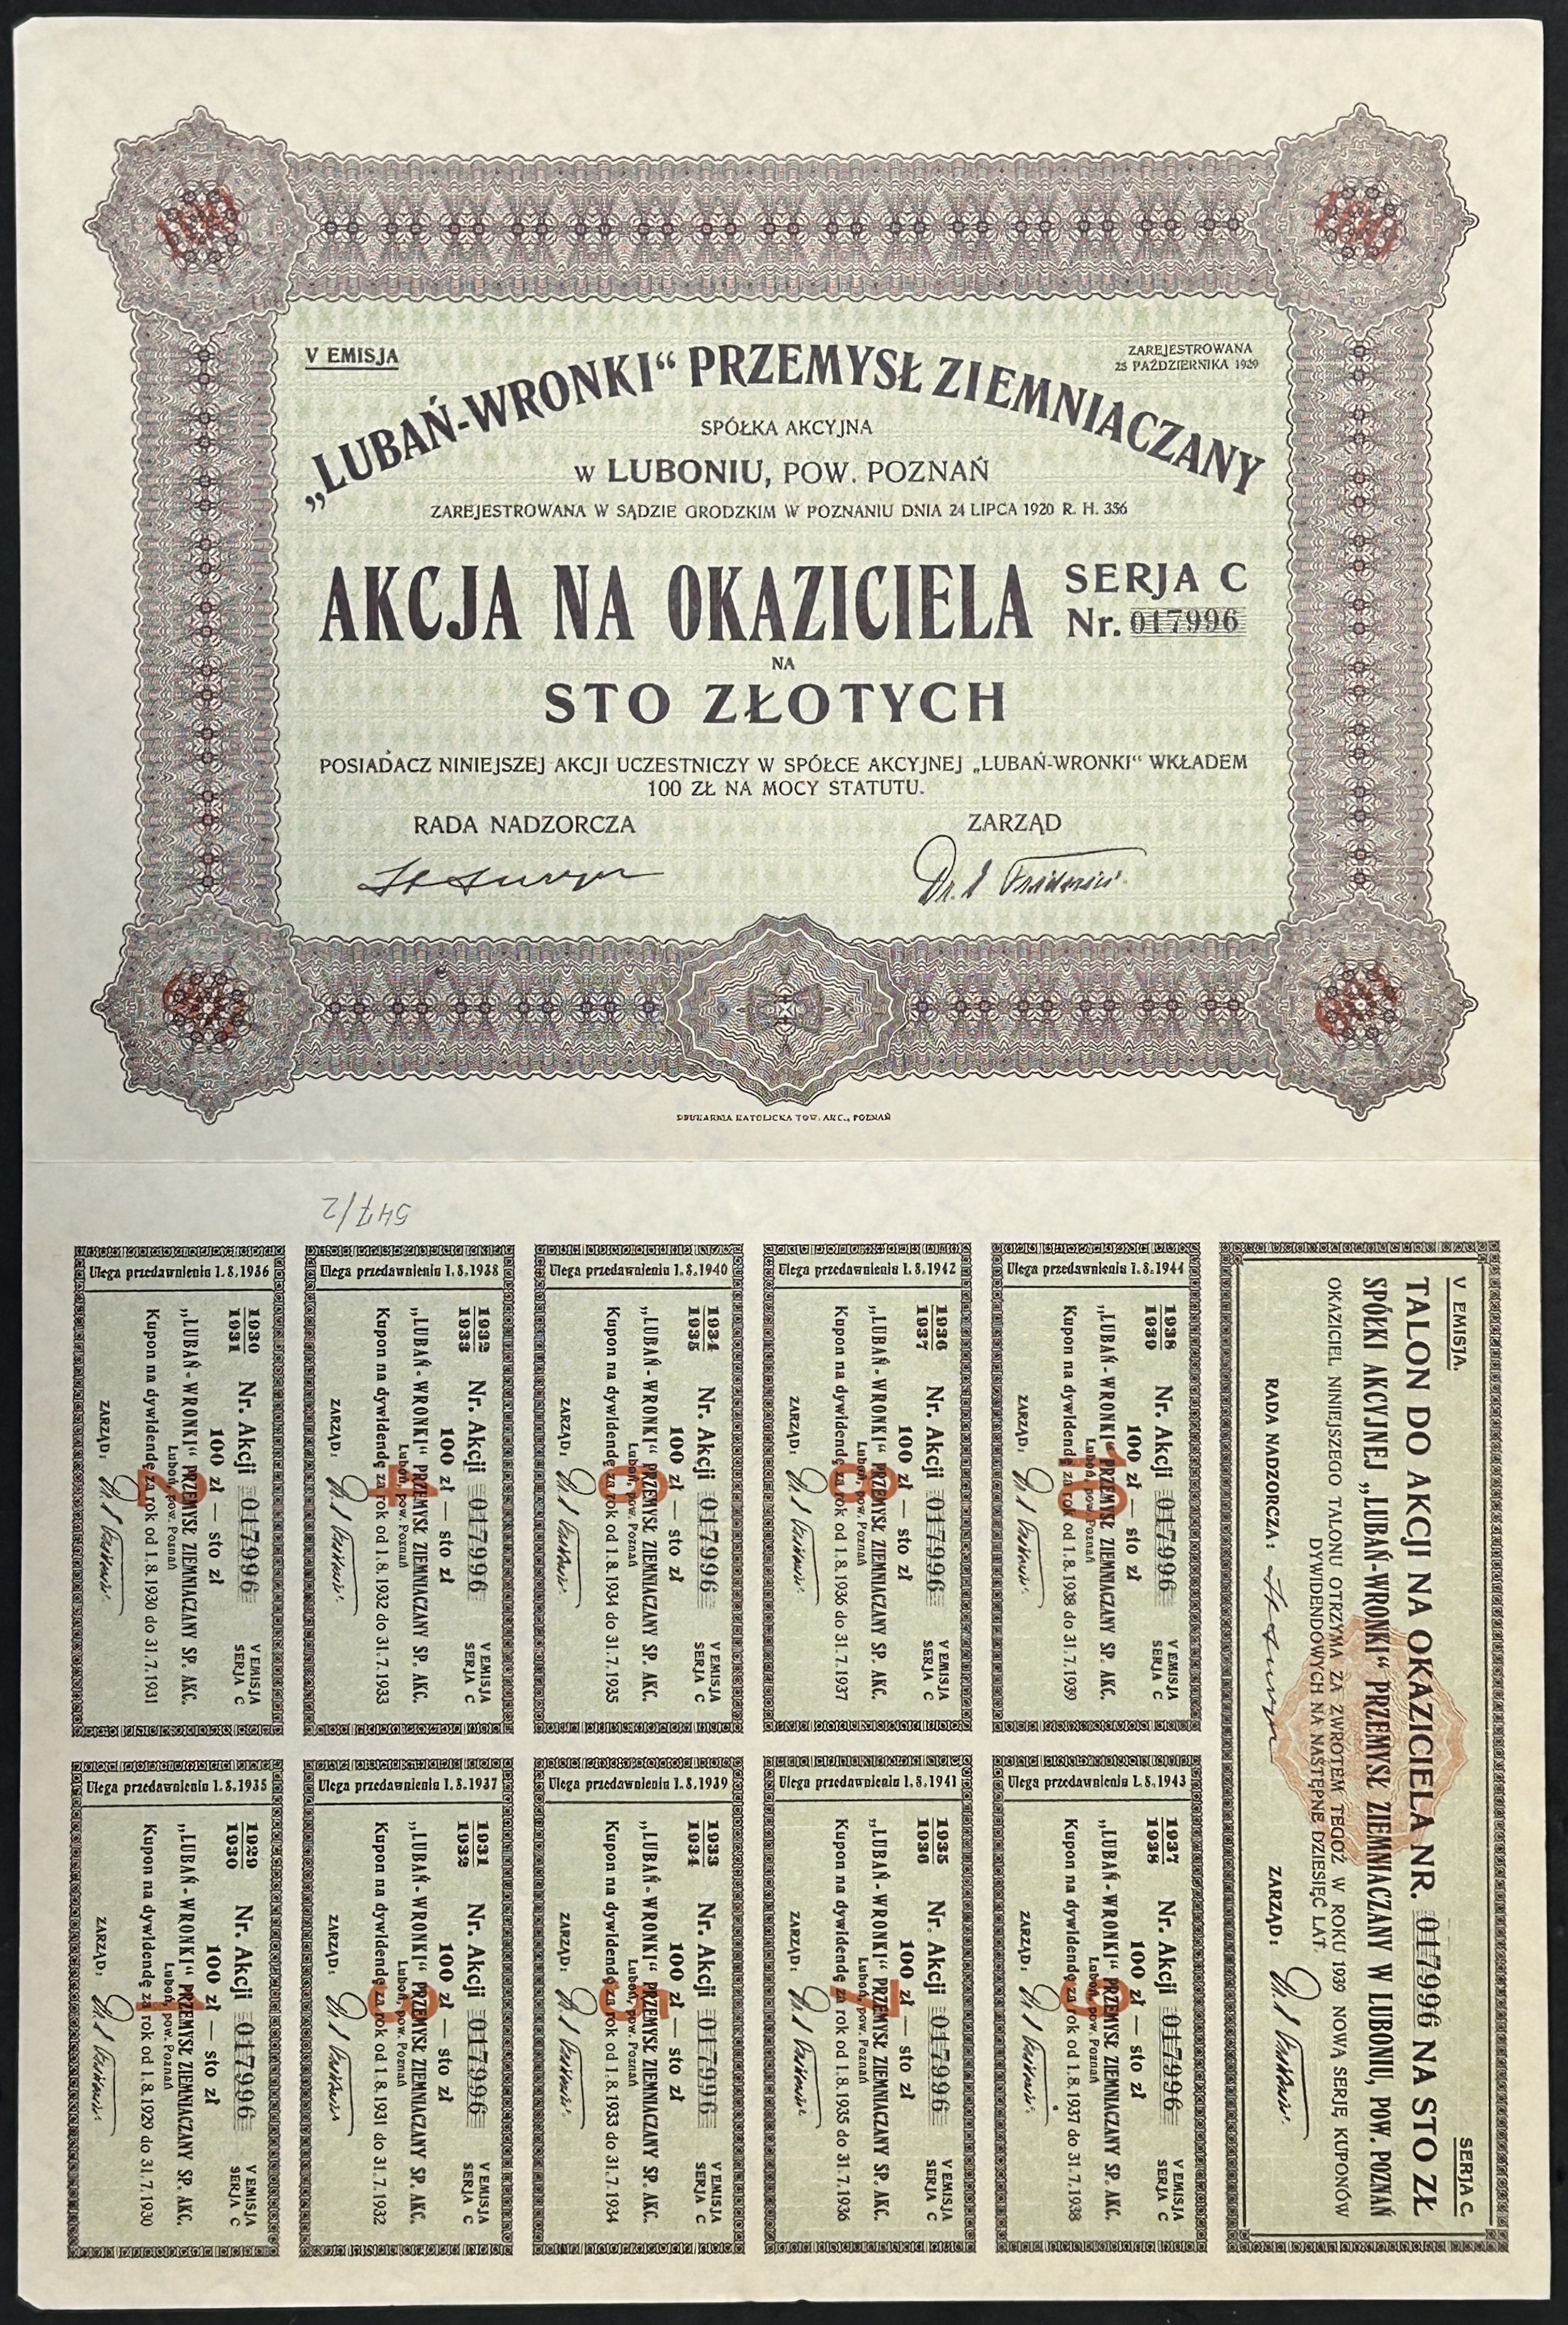 V EMISJA
ZAREJESTROWANA
25 PAŹDZIERNIKA 1929
„LUBAŃ-WRONKI“ PRZEMYSŁ ZIEMNIACZANY
SPÓŁKA AKCYJNA
w LUBONIU, POW. POZNAŃ
ZAREJESTROWANA W SĄDZIE GRODZKIM W POZNANIU DNIA 24 LIPCA 1920 R. H. 356
AKCJA NA OKAZICIELA
SERJA C
Nr. 017996
NA
STO ZŁOTYCH
POSIADACZ NINIEJSZEJ AKCJI UCZESTNICZY W SPÓŁCE AKCYJNEJ „LUBAŃ-WRONKI“ WKŁADEM
100 ZŁ NA MOCY STATUTU.
RADA NADZORCZA
ZARZĄD
DRUKARNIA KATOLICKA TOW. AKC., POZNAŃ
547/2
Ulega przedawnieniu 1.8.1936
1930
1931
Nr. Akcji 017996
V EMISJA
SERJA C
100 zł — sto zł
„LUBAŃ-WRONKI“ PRZEMYSŁ ZIEMNIACZANY SP. AKC.
Luboń, pow. Poznań
Kupon na dywidendę za rok od 1.8.1930 do 31.7.1931
ZARZĄD:
2
Ulega przedawnieniu 1.8.1938
1932
1933
Nr. Akcji 017996
V EMISJA
SERJA C
100 zł — sto zł
„LUBAŃ-WRONKI“ PRZEMYSŁ ZIEMNIACZANY SP. AKC.
Luboń, pow. Poznań
Kupon na dywidendę za rok od 1.8.1932 do 31.7.1933
ZARZĄD:
4
Ulega przedawnieniu 1.8.1940
1934
1935
Nr. Akcji 017996
V EMISJA
SERJA C
100 zł — sto zł
„LUBAŃ-WRONKI“ PRZEMYSŁ ZIEMNIACZANY SP. AKC.
Luboń, pow. Poznań
Kupon na dywidendę za rok od 1.8.1934 do 31.7.1935
ZARZĄD:
6
Ulega przedawnieniu 1.8.1942
1936
1937
Nr. Akcji 017996
V EMISJA
SERJA C
100 zł — sto zł
„LUBAŃ-WRONKI“ PRZEMYSŁ ZIEMNIACZANY SP. AKC.
Luboń, pow. Poznań
Kupon na dywidendę za rok od 1.8.1936 do 31.7.1937
ZARZĄD:
8
Ulega przedawnieniu 1.8.1944
1938
1939
Nr. Akcji 017996
V EMISJA
SERJA C
100 zł — sto zł
„LUBAŃ-WRONKI“ PRZEMYSŁ ZIEMNIACZANY SP. AKC.
Luboń, pow. Poznań
Kupon na dywidendę za rok od 1.8.1938 do 31.7.1939
ZARZĄD:
10
Ulega przedawnieniu 1.8.1935
1929
1930
Nr. Akcji 017996
V EMISJA
SERJA C
100 zł — sto zł
„LUBAŃ-WRONKI“ PRZEMYSŁ ZIEMNIACZANY SP. AKC.
Luboń, pow. Poznań
Kupon na dywidendę za rok od 1.8.1929 do 31.7.1930
ZARZĄD:
1
Ulega przedawnieniu 1.8.1937
1931
1932
Nr. Akcji 017996
V EMISJA
SERJA C
100 zł — sto zł
„LUBAŃ-WRONKI“ PRZEMYSŁ ZIEMNIACZANY SP. AKC.
Luboń, pow. Poznań
Kupon na dywidendę za rok od 1.8.1931 do 31.7.1932
ZARZĄD:
3
Ulega przedawnieniu 1.8.1939
1933
1934
Nr. Akcji 017996
V EMISJA
SERJA C
100 zł — sto zł
„LUBAŃ-WRONKI“ PRZEMYSŁ ZIEMNIACZANY SP. AKC.
Luboń, pow. Poznań
Kupon na dywidendę za rok od 1.8.1933 do 31.7.1934
ZARZĄD:
5
Ulega przedawnieniu 1.8.1941
1935
1936
Nr. Akcji 017996
V EMISJA
SERJA C
100 zł — sto zł
„LUBAŃ-WRONKI“ PRZEMYSŁ ZIEMNIACZANY SP. AKC.
Luboń, pow. Poznań
Kupon na dywidendę za rok od 1.8.1935 do 31.7.1936
ZARZĄD:
7
Ulega przedawnieniu 1.8.1943
1937
1938
Nr. Akcji 017996
V EMISJA
SERJA C
100 zł — sto zł
„LUBAŃ-WRONKI“ PRZEMYSŁ ZIEMNIACZANY SP. AKC.
Luboń, pow. Poznań
Kupon na dywidendę za rok od 1.8.1937 do 31.7.1938
ZARZĄD:
9
V EMISJA.
SERJA C.
TALON DO AKCJI NA OKAZICIELA NR. 017996 NA STO ZŁ
SPÓŁKI AKCYJNEJ „LUBAŃ-WRONKI“ PRZEMYSŁ ZIEMNIACZANY W LUBONIU, POW. POZNAŃ
OKAZICIEL NINIEJSZEGO TALONU OTRZYMA ZA ZWROTEM TEGOŻ W ROKU 1939 NOWĄ SERJĘ KUPONÓW
DYWIDENDOWYCH NA NASTĘPNE DZIESIĘĆ LAT.
RADA NADZORCZA:
ZARZĄD: